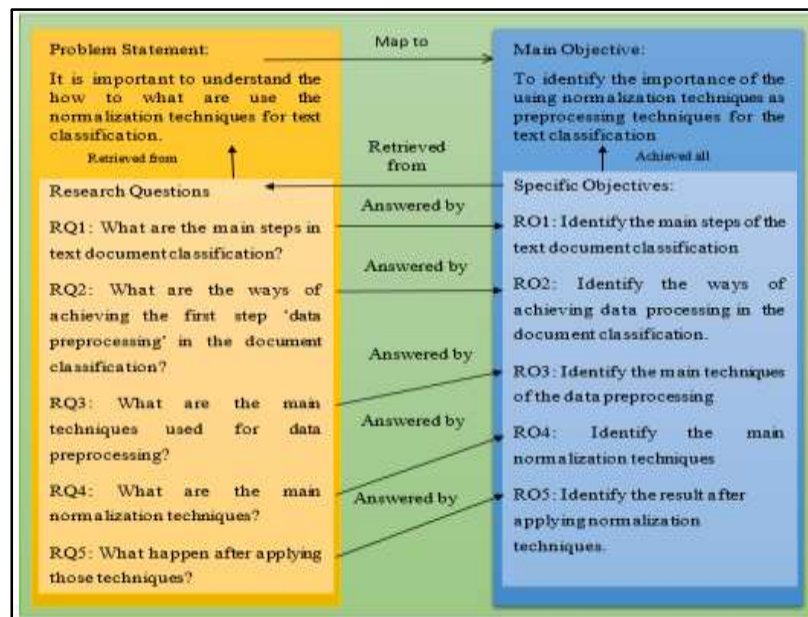 Problem Statement:
It is important to understand the
how to what are use the
normalization techniques for text
classification.
Retrieved from
Research Questions
RQ1: What are the main steps in
text document classification?
RQ2: What are the ways of
achieving the first step ‘data
preprocessing’ in the document
classification?
RQ3: What are the main
techniques used for data
preprocessing?
RQ4: What are the main
normalization techniques?
RQ5: What happen after applying
those techniques?
Map to
Retrieved
from
Answered by
Answered by
Answered by
Answered by
Answered by
Main Objective:
To identify the importance of the
using normalization techniques as
preprocessing techniques for the
text classification
Achieved all
Specific Objectives:
RO1: Identify the main steps of the
text document classification
RO2: Identify the ways of
achieving data processing in the
document classification.
RO3: Identify the main techniques
of the data preprocessing
RO4: Identify the main
normalization techniques
RO5: Identify the result after
applying normalization
techniques.